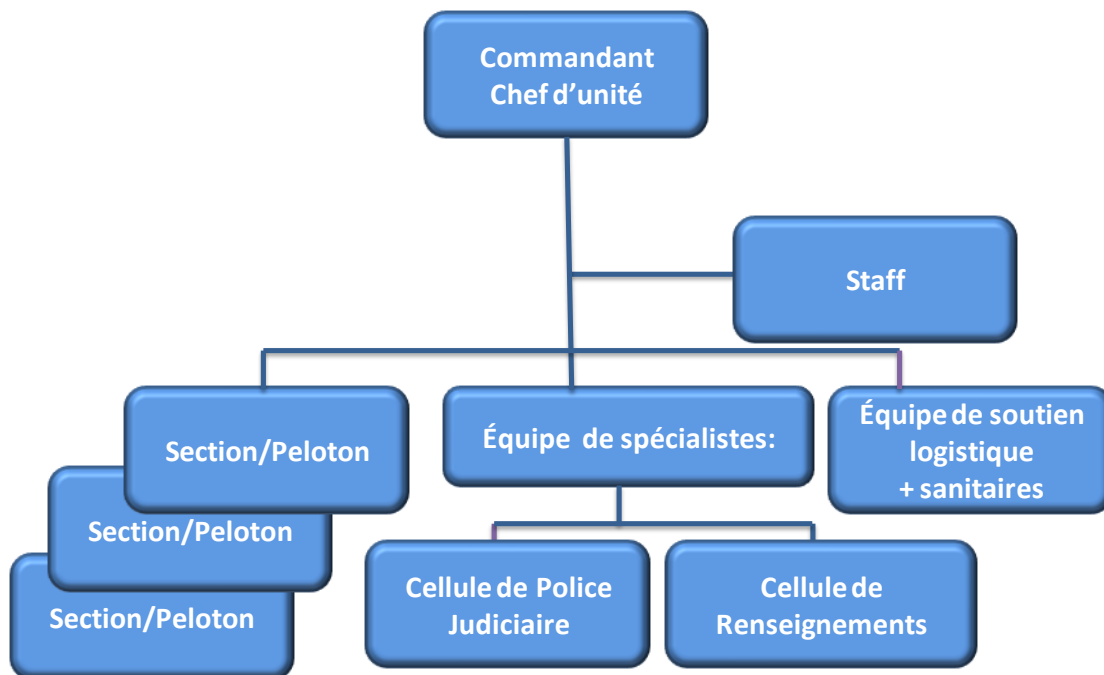 Commandant
Chef d’unité
Staff
Section/Peloton
Section/Peloton
Section/Peloton
Équipe de spécialistes:
Équipe de soutien
logistique
+ sanitaires
Cellule de Police
Judiciaire
Cellule de
Renseignements